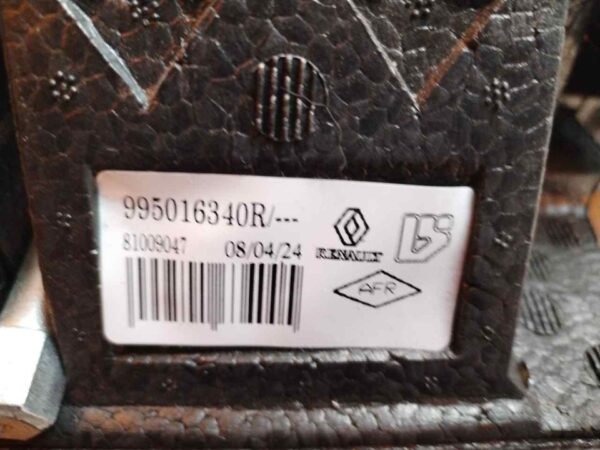 995016340R/---
81009047 08/04/24
RENAULT
AFR